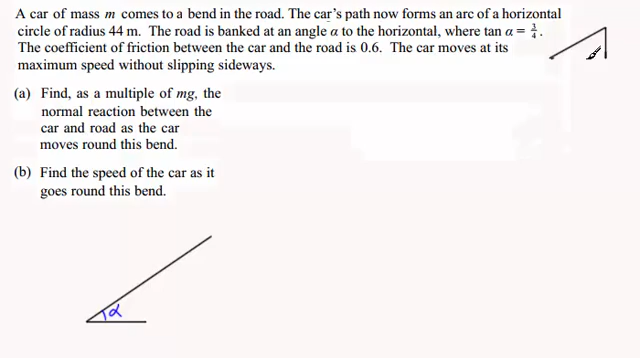 A car of mass m comes to a bend in the road. The car's path now forms an arc of a horizontal
circle of radius 44 m. The road is banked at an angle α to the horizontal, where tan α = 3/4.
The coefficient of friction between the car and the road is 0.6. The car moves at its
maximum speed without slipping sideways.
(a) Find, as a multiple of mg, the
normal reaction between the
car and road as the car
moves round this bend.
(b) Find the speed of the car as it
goes round this bend.
α